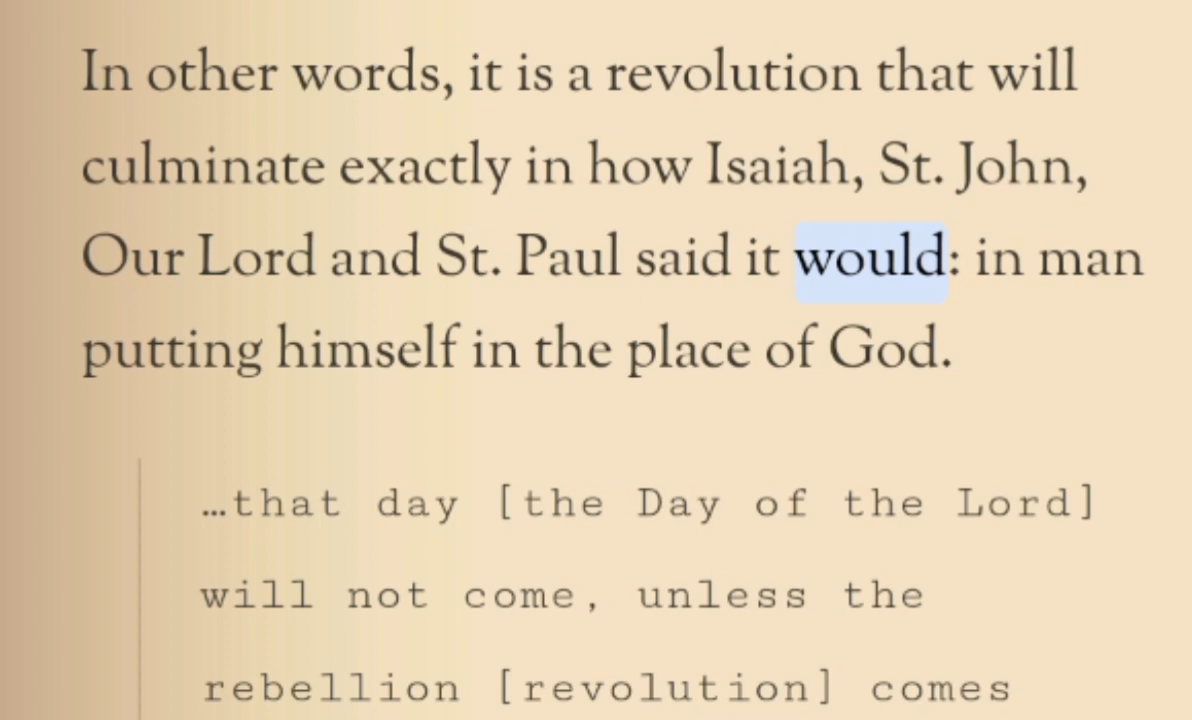 In other words, it is a revolution that will
culminate exactly in how Isaiah, St. John,
Our Lord and St. Paul said it would: in man
putting himself in the place of God.
…that day [the Day of the Lord]
will not come, unless the
rebellion [revolution] comes